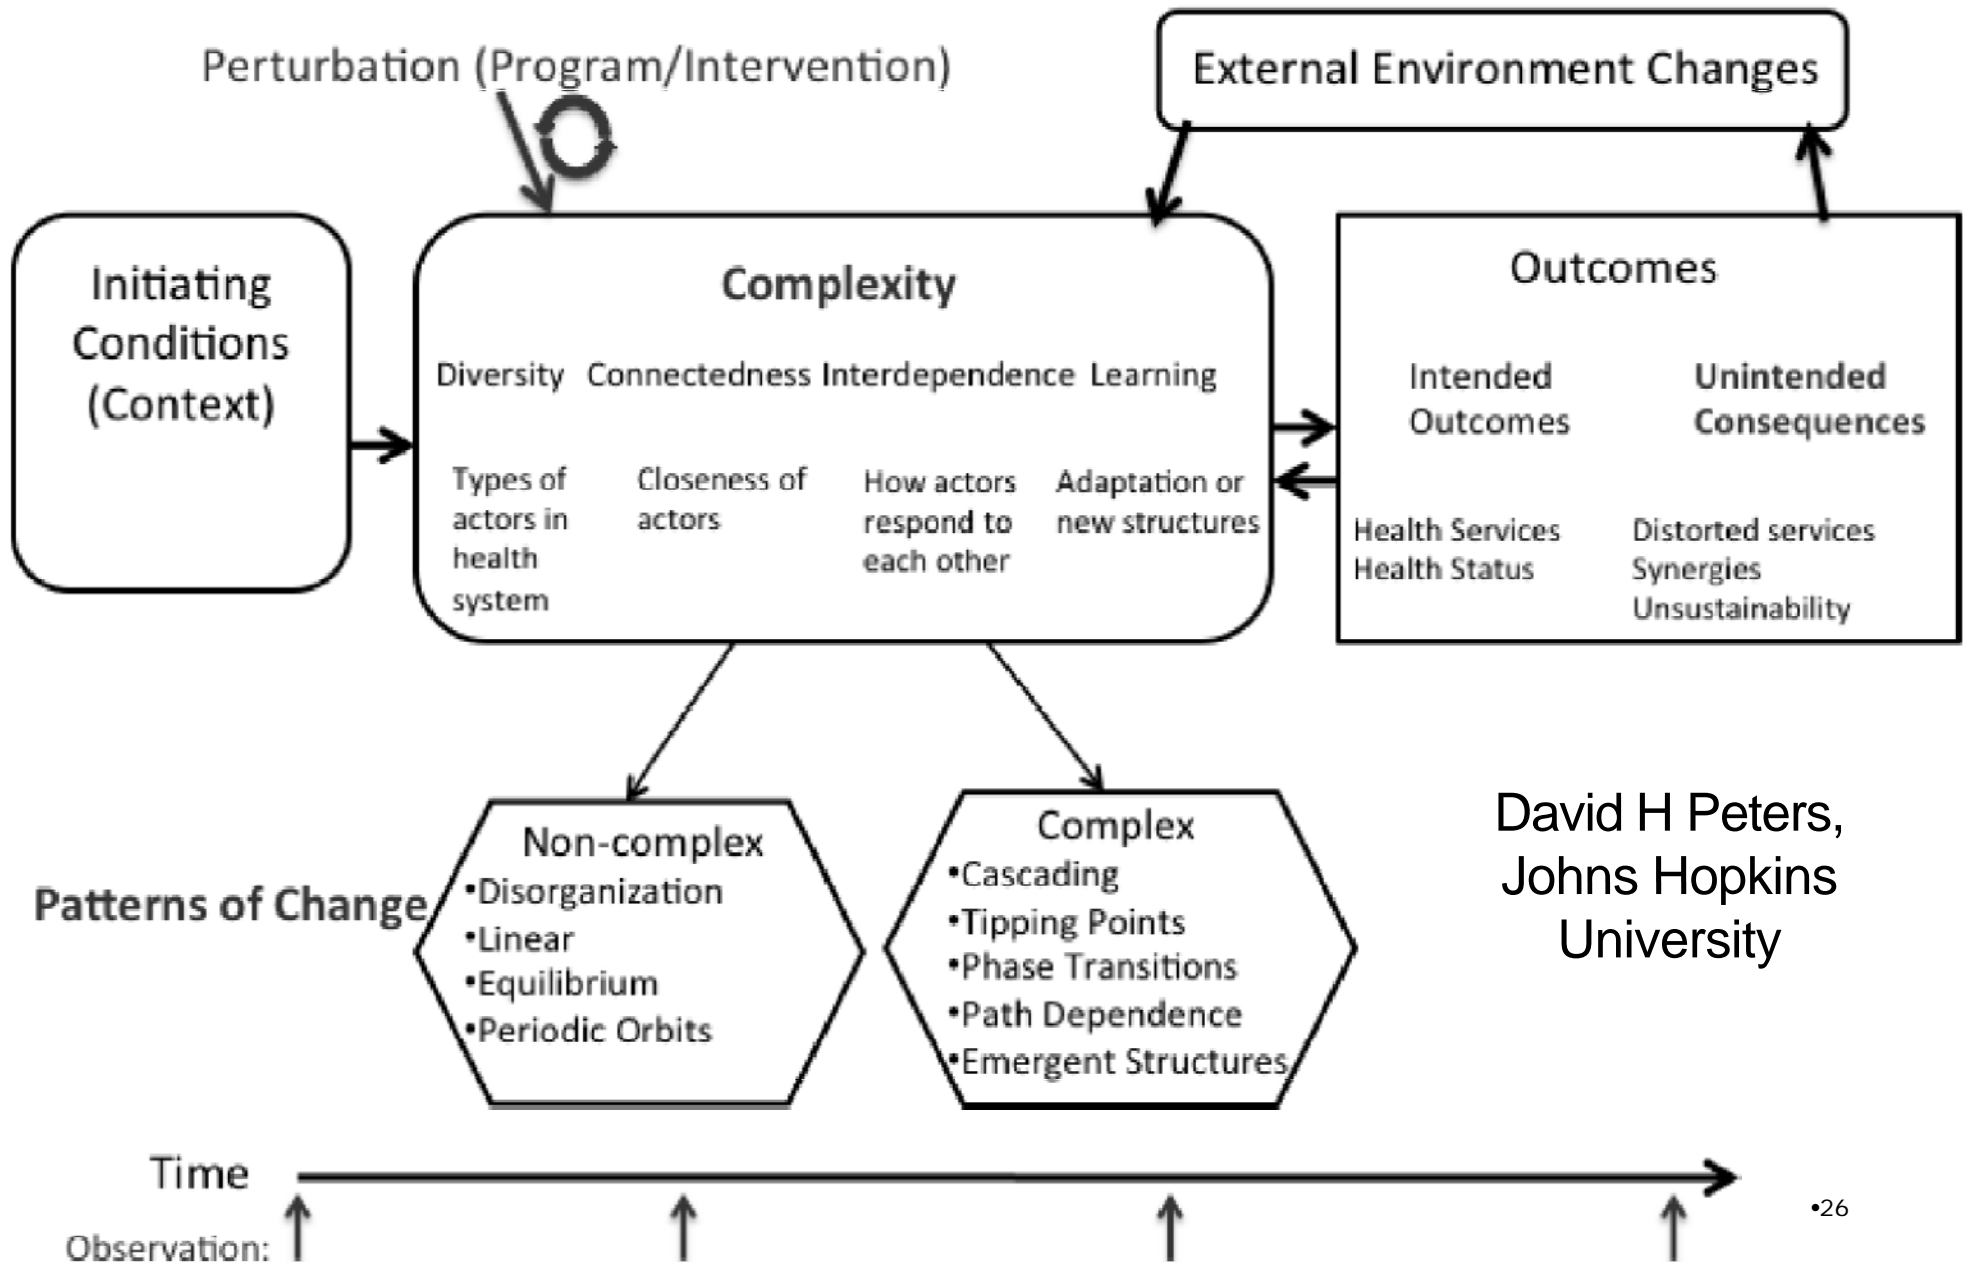 Perturbation (Program/Intervention)
External Environment Changes
Initiating
Conditions
(Context)
Complexity
Diversity Connectedness Interdependence Learning
Types of
actors in
health
system
Closeness of
actors
How actors
respond to
each other
Adaptation or
new structures
Outcomes
Intended
Outcomes
Unintended
Consequences
Health Services
Health Status
Distorted services
Synergies
Unsustainability
Patterns of Change
Non-complex
•Disorganization
•Linear
•Equilibrium
•Periodic Orbits
Complex
•Cascading
•Tipping Points
•Phase Transitions
•Path Dependence
•Emergent Structures
David H Peters,
Johns Hopkins
University
Time
•26
Observation: